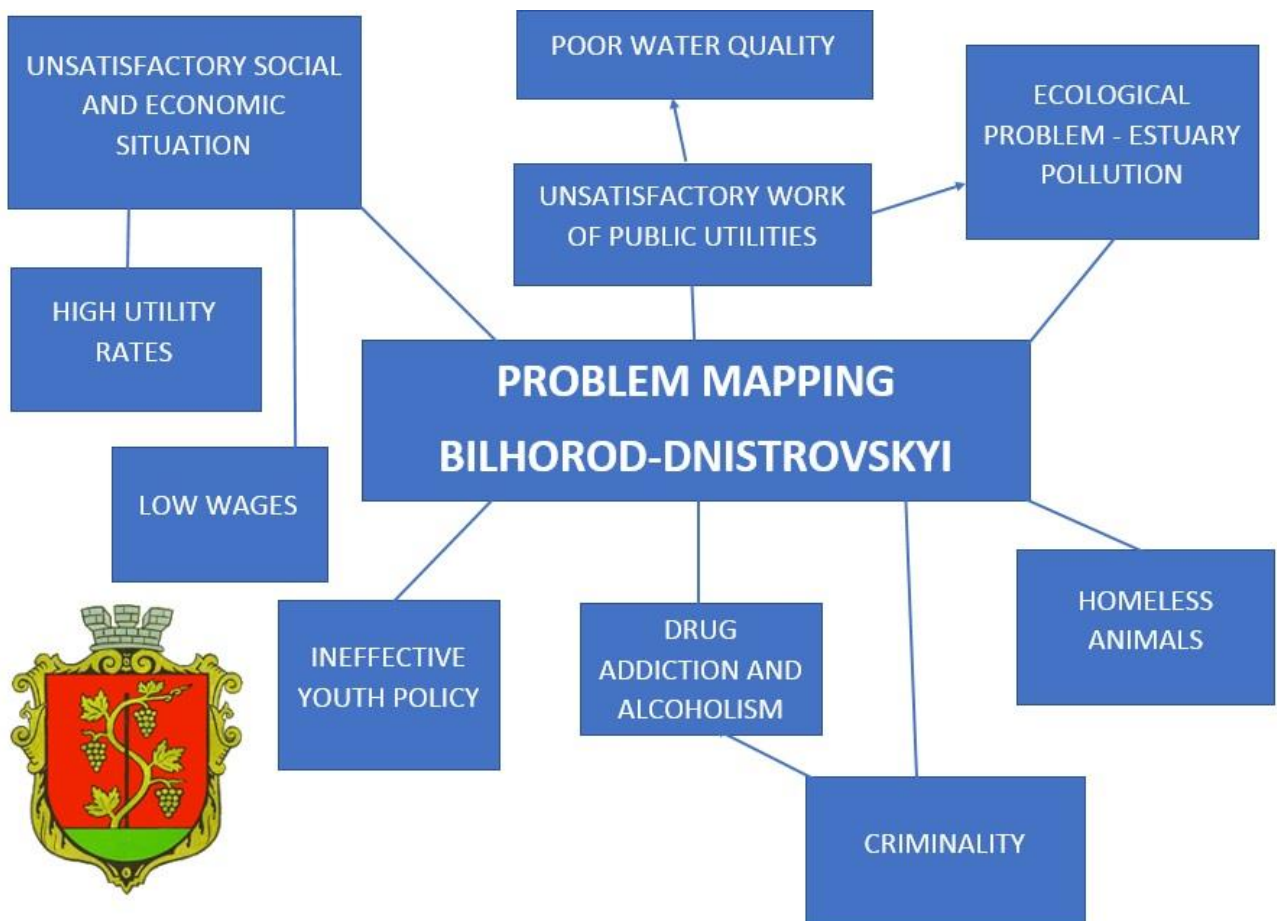 UNSATISFACTORY SOCIAL
AND ECONOMIC
SITUATION
POOR WATER QUALITY
ECOLOGICAL
PROBLEM - ESTUARY
POLLUTION
UNSATISFACTORY WORK
OF PUBLIC UTILITIES
HIGH UTILITY
RATES
PROBLEM MAPPING
BILHOROD-DNISTROVSKYI
LOW WAGES
INEFFECTIVE
YOUTH POLICY
DRUG
ADDICTION AND
ALCOHOLISM
HOMELESS
ANIMALS
CRIMINALITY